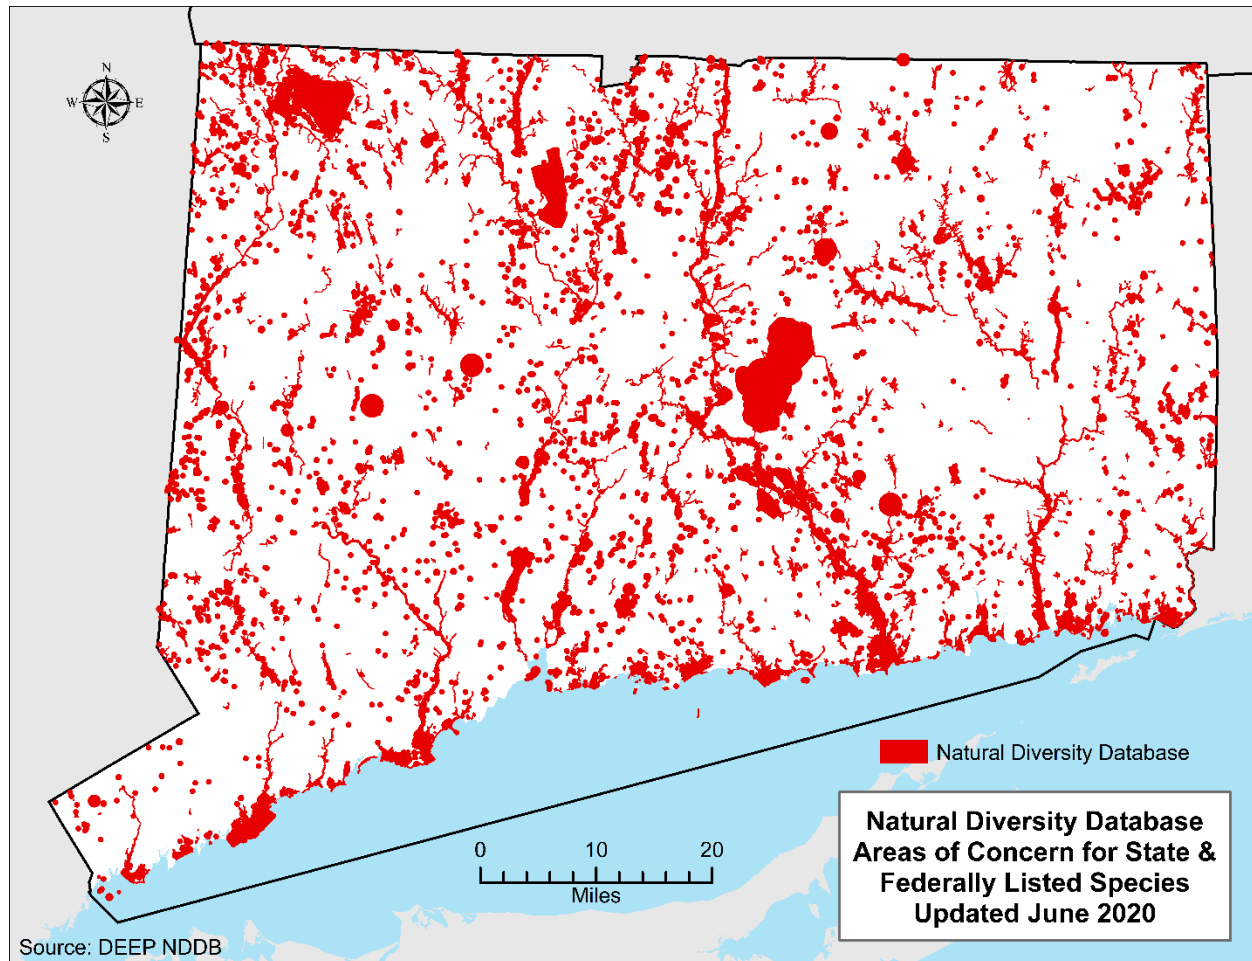 N
W E
S
Natural Diversity Database
Natural Diversity Database
Areas of Concern for State &
Federally Listed Species
Updated June 2020
0 10 20
Miles
Source: DEEP NDDB